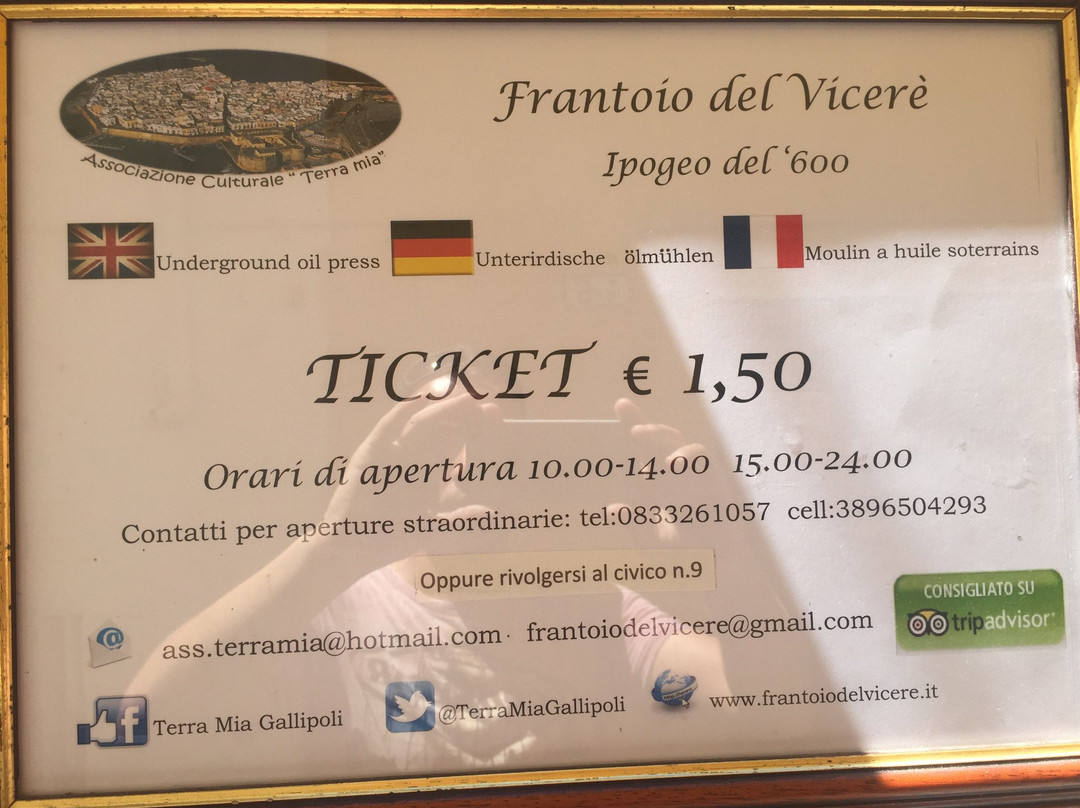 Frantoio del Vicerè
Ipogeo del '600
Associazione Culturale " Terra mia"
Underground oil press
Unterirdische ölmühlen
Moulin a huile soterrains
TICKET € 1,50
Orari di apertura 10.00-14.00 15.00-24.00
Contatti per aperture straordinarie: tel:0833261057 cell:3896504293
Oppure rivolgersi al civico n.9
ass.terramia@hotmail.com. frantoiodelvicere@gmail.com
CONSIGLIATO SU
tripadvisor
Terra Mia Gallipoli
@TerraMiaGallipoli
www.frantoiodelvicere.it